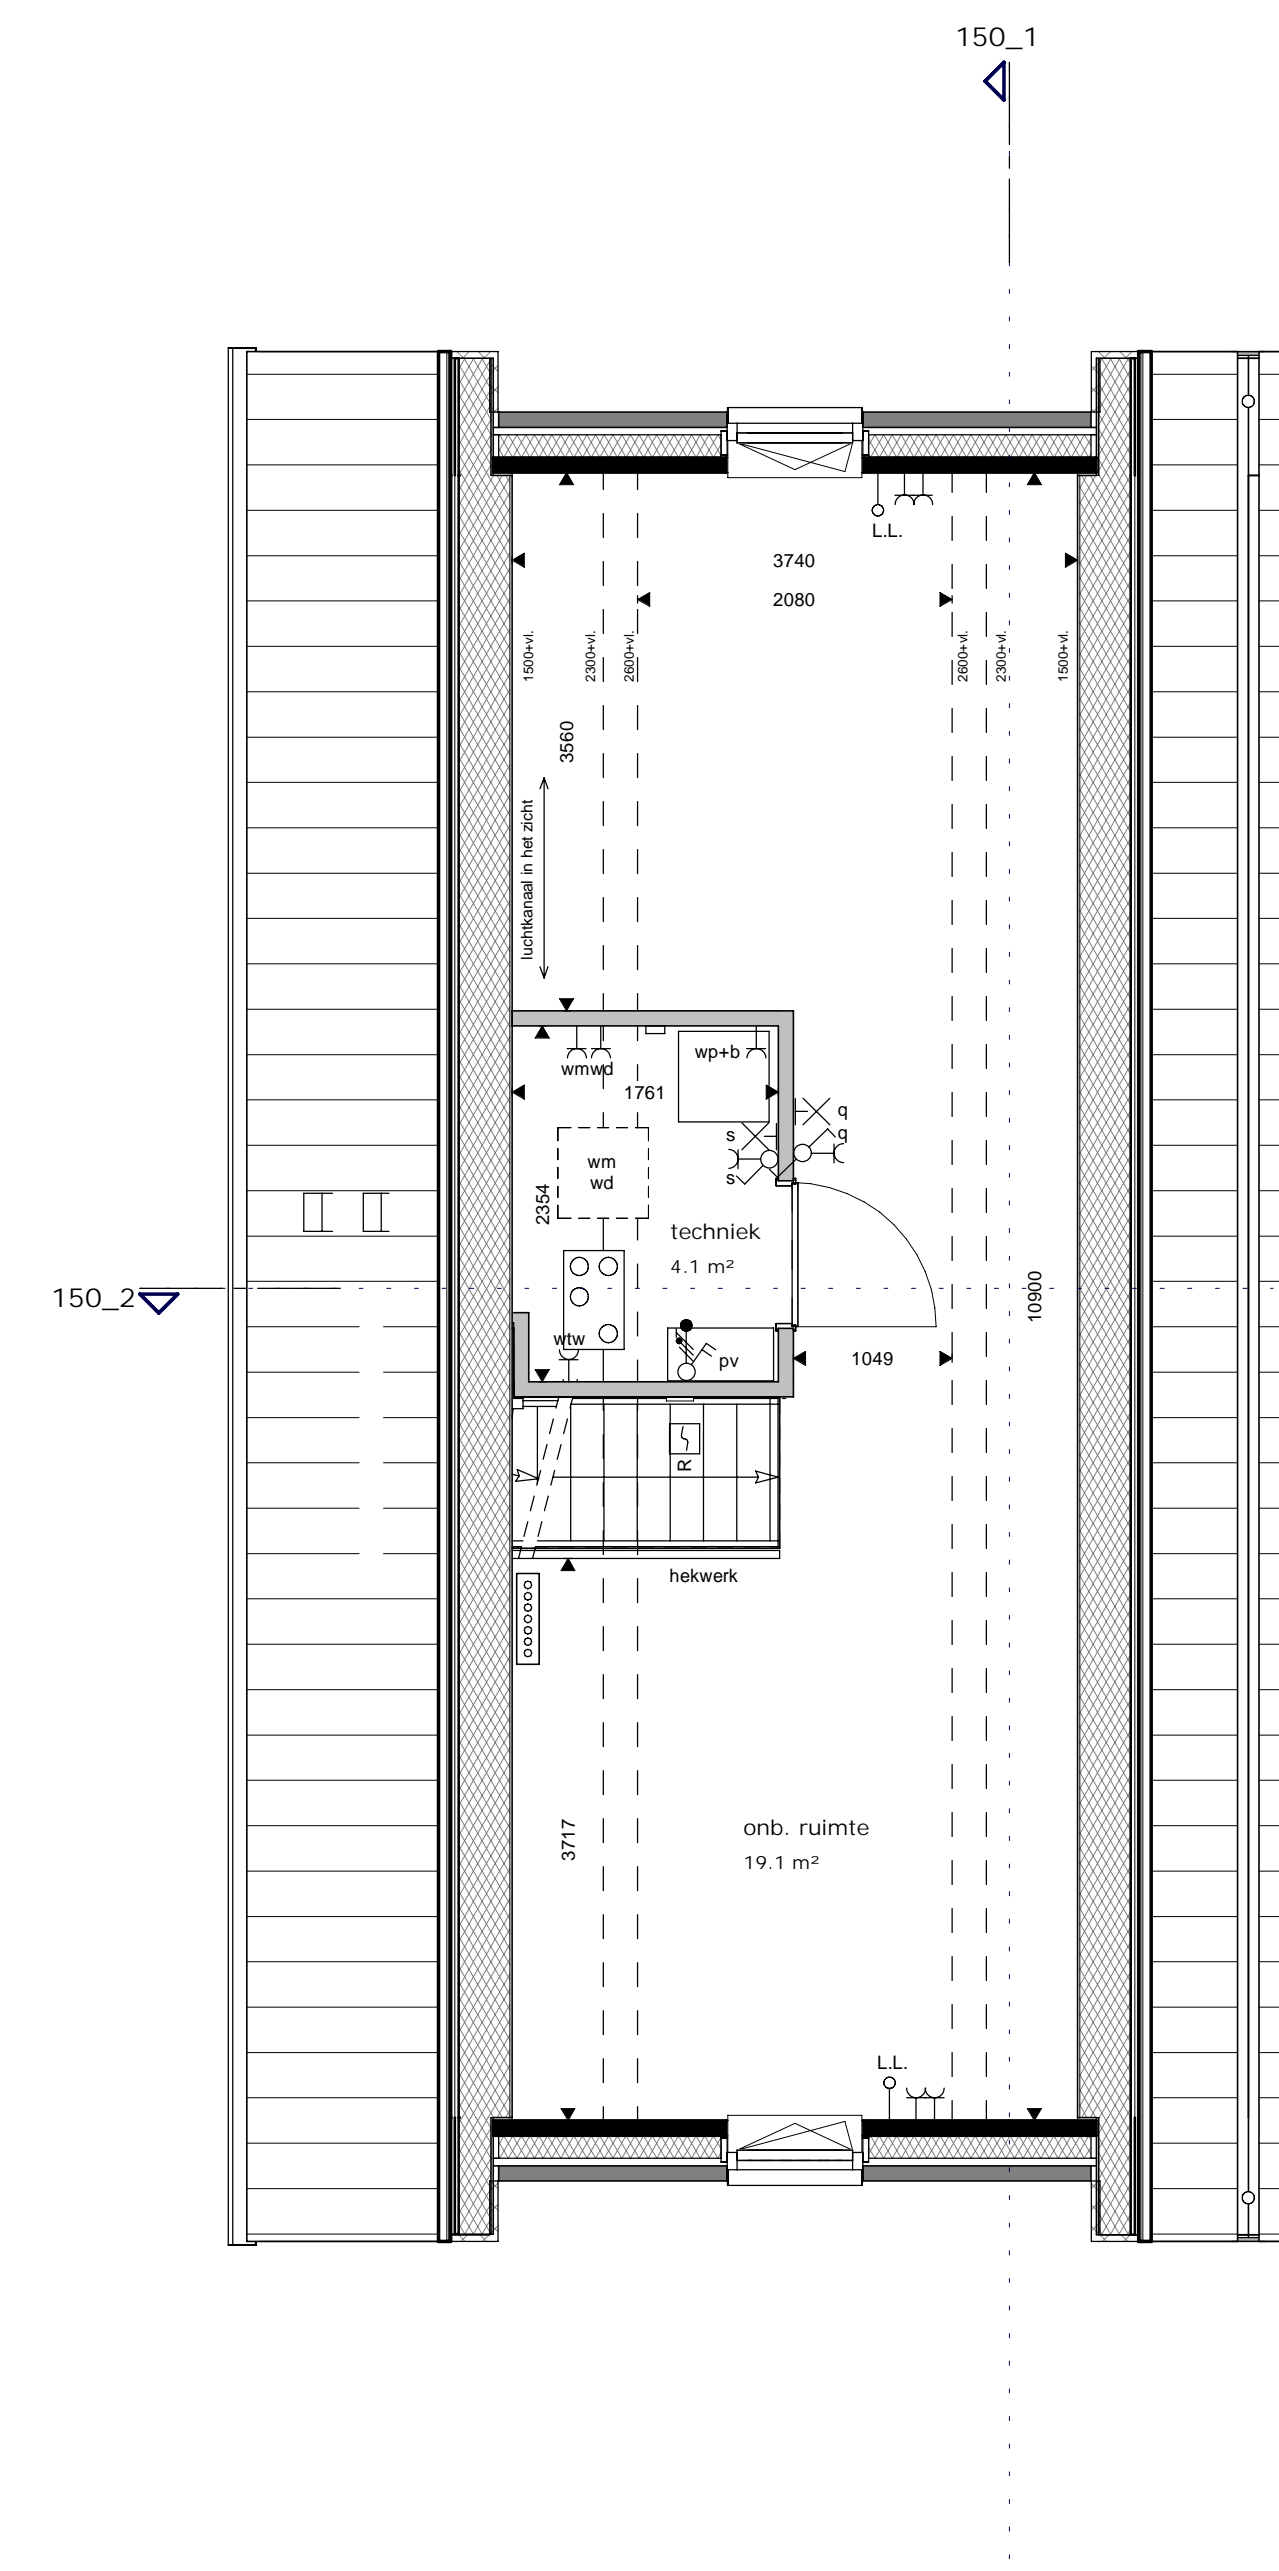 150_1
L.L.
3740
2080
1500+vl.
2300+vl.
2600+vl.
2600+vl.
2300+vl.
1500+vl.
3560
luchtkanaal in het zicht
wmwd
wp+b
1761
q
s
q
s
wm
wd
2354
techniek
4.1 m²
150_2
10900
wtw
pv
1049
R
hekwerk
3717
onb. ruimte
19.1 m²
L.L.